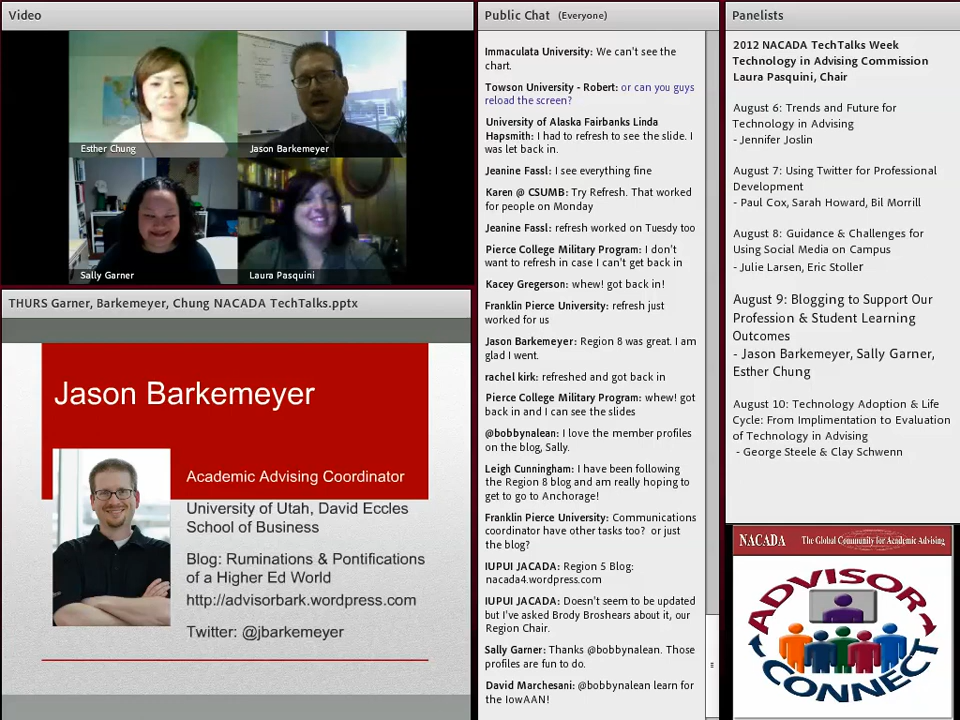 Video
Esther Chung
Jason Barkemeyer
Sally Garner
Laura Pasquini
THURS Garner, Barkemeyer, Chung NACADA TechTalks.pptx
Jason Barkemeyer
Academic Advising Coordinator
University of Utah, David Eccles
School of Business
Blog: Ruminations & Pontifications
of a Higher Ed World
http://advisorbark.wordpress.com
Twitter: @jbarkemeyer
Public Chat (Everyone)
Immaculata University: We can't see the
chart.
Towson University - Robert: or can you guys
reload the screen?
University of Alaska Fairbanks Linda
Hapsmith: I had to refresh to see the slide. I
was let back in.
Jeanine Fassl: I see everything fine
Karen @ CSUMB: Try Refresh. That worked
for people on Monday
Jeanine Fassl: refresh worked on Tuesdy too
Pierce College Military Program: I don't
want to refresh in case I can't get back in
Kacey Gregerson: whew! got back in!
Franklin Pierce University: refresh just
worked for us
Jason Barkemeyer: Region 8 was great. I am
glad I went.
rachel kirk: refreshed and got back in
Pierce College Military Program: whew! got
back in and I can see the slides
@bobbynalean: I love the member profiles
on the blog, Sally.
Leigh Cunningham: I have been following
the Region 8 blog and am really hoping to
get to go to Anchorage!
Franklin Pierce University: Communications
coordinator have other tasks too? or just
the blog?
IUPUI JACADA: Region 5 Blog:
nacada4.wordpress.com
IUPUI JACADA: Doesn't seem to be updated
but I've asked Brody Broshears about it, our
Region Chair.
Sally Garner: Thanks @bobbynalean. Those
profiles are fun to do.
David Marchesani: @bobbynalean learn for
the IowAAN!
Panelists
2012 NACADA TechTalks Week
Technology in Advising Commission
Laura Pasquini, Chair
August 6: Trends and Future for
Technology in Advising
- Jennifer Joslin
August 7: Using Twitter for Professional
Development
- Paul Cox, Sarah Howard, Bil Morrill
August 8: Guidance & Challenges for
Using Social Media on Campus
- Julie Larsen, Eric Stoller
August 9: Blogging to Support Our
Profession & Student Learning
Outcomes
- Jason Barkemeyer, Sally Garner,
Esther Chung
August 10: Technology Adoption & Life
Cycle: From Implimentation to Evaluation
of Technology in Advising
- George Steele & Clay Schwenn
NACADA The Global Community for Academic Advising
ADVISOR
CONNECT